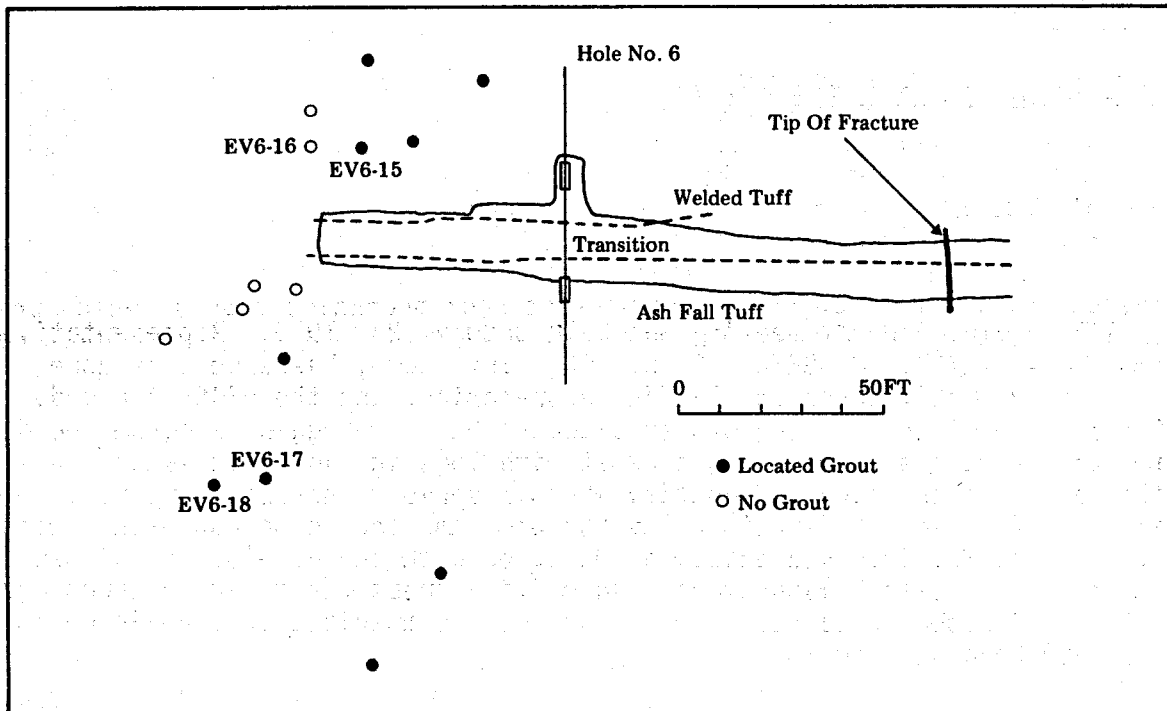 Hole No. 6
Tip Of Fracture
EV6-16
EV6-15
Welded Tuff
Transition
Ash Fall Tuff
0 50FT
EV6-17
Located Grout
EV6-18
No Grout